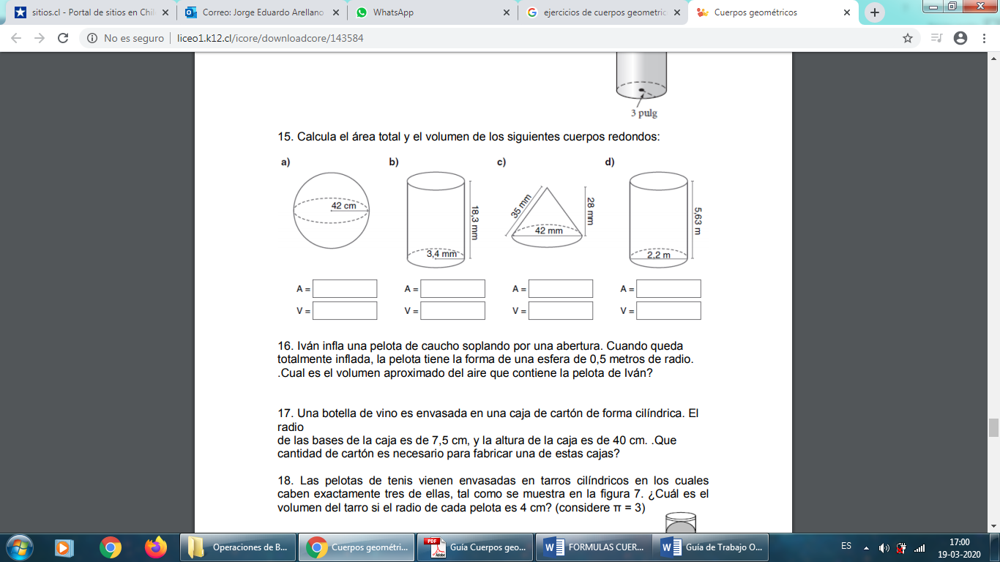 sitios.cl - Portal de sitios en Chil
Correo: Jorge Eduardo Arellano
WhatsApp
ejercicios de cuerpos geometric
Cuerpos geométricos
No es seguro
liceo1.k12.cl/icore/downloadcore/143584
3 pulg
15. Calcula el área total y el volumen de los siguientes cuerpos redondos:
a) b) c) d)
42 cm
18,3 mm
3,4 mm
35 mm
28 mm
42 mm
5,63 m
2,2 m
A = A = A = A =
V = V = V = V =
16. Iván infla una pelota de caucho soplando por una abertura. Cuando queda
totalmente inflada, la pelota tiene la forma de una esfera de 0,5 metros de radio.
.Cual es el volumen aproximado del aire que contiene la pelota de Iván?
17. Una botella de vino es envasada en una caja de cartón de forma cilíndrica. El
radio
de las bases de la caja es de 7,5 cm, y la altura de la caja es de 40 cm. .Que
cantidad de cartón es necesario para fabricar una de estas cajas?
18. Las pelotas de tenis vienen envasadas en tarros cilíndricos en los cuales
caben exactamente tres de ellas, tal como se muestra en la figura 7. ¿Cuál es el
volumen del tarro si el radio de cada pelota es 4 cm? (considere π = 3)
Operaciones de B...
Cuerpos geométri...
PDF
Adobe
Guía Cuerpos geo...
FORMULAS CUER...
Guía de Trabajo O...
ES
17:00
19-03-2020